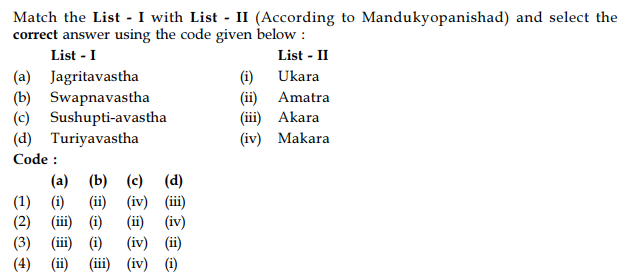 Match the List - I with List - II (According to Mandukyopanishad) and select the
correct answer using the code given below :
List - I List - II
(a) Jagritavastha (i) Ukara
(b) Swapnavastha (ii) Amatra
(c) Sushupti-avastha (iii) Akara
(d) Turiyavastha (iv) Makara
Code :
(a) (b) (c) (d)
(1) (i) (ii) (iv) (iii)
(2) (iii) (i) (ii) (iv)
(3) (iii) (i) (iv) (ii)
(4) (ii) (iii) (iv) (i)